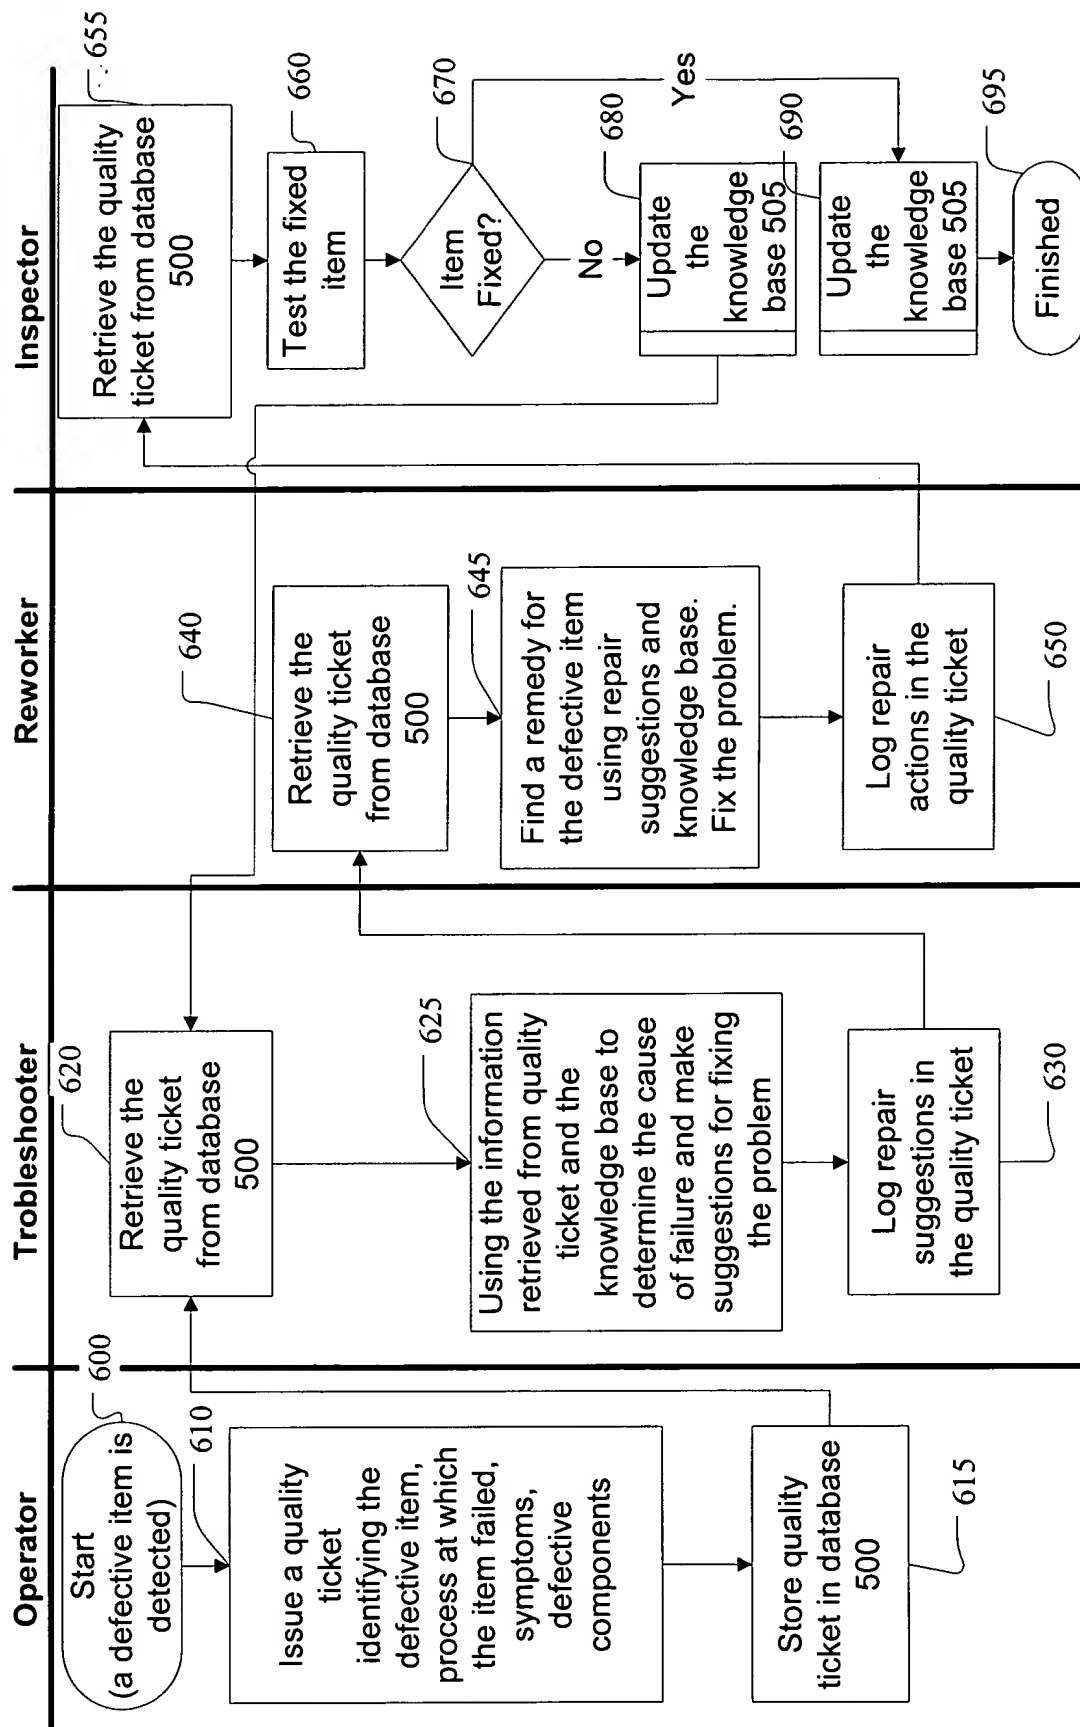 Operator
Trobleshooter
Reworker
Inspector
600
Start
(a defective item is
detected)
610
Issue a quality
ticket
identifying the
defective item,
process at which
the item failed,
symptoms,
defective
components
Store quality
ticket in database
500
615
620
Retrieve the
quality ticket
from database
500
625
Using the information
retrieved from quality
ticket and the
knowledge base to
determine the cause
of failure and make
suggestions for fixing
the problem
Log repair
suggestions in
the quality ticket
630
640
Retrieve the
quality ticket
from database
500
645
Find a remedy for
the defective item
using repair
suggestions and
knowledge base.
Fix the problem.
Log repair
actions in the
quality ticket
650
655
Retrieve the quality
ticket from database
500
660
Test the fixed
item
670
Item
Fixed?
No
Yes
680
Update
the
knowledge
base 505
690
Update
the
knowledge
base 505
695
Finished